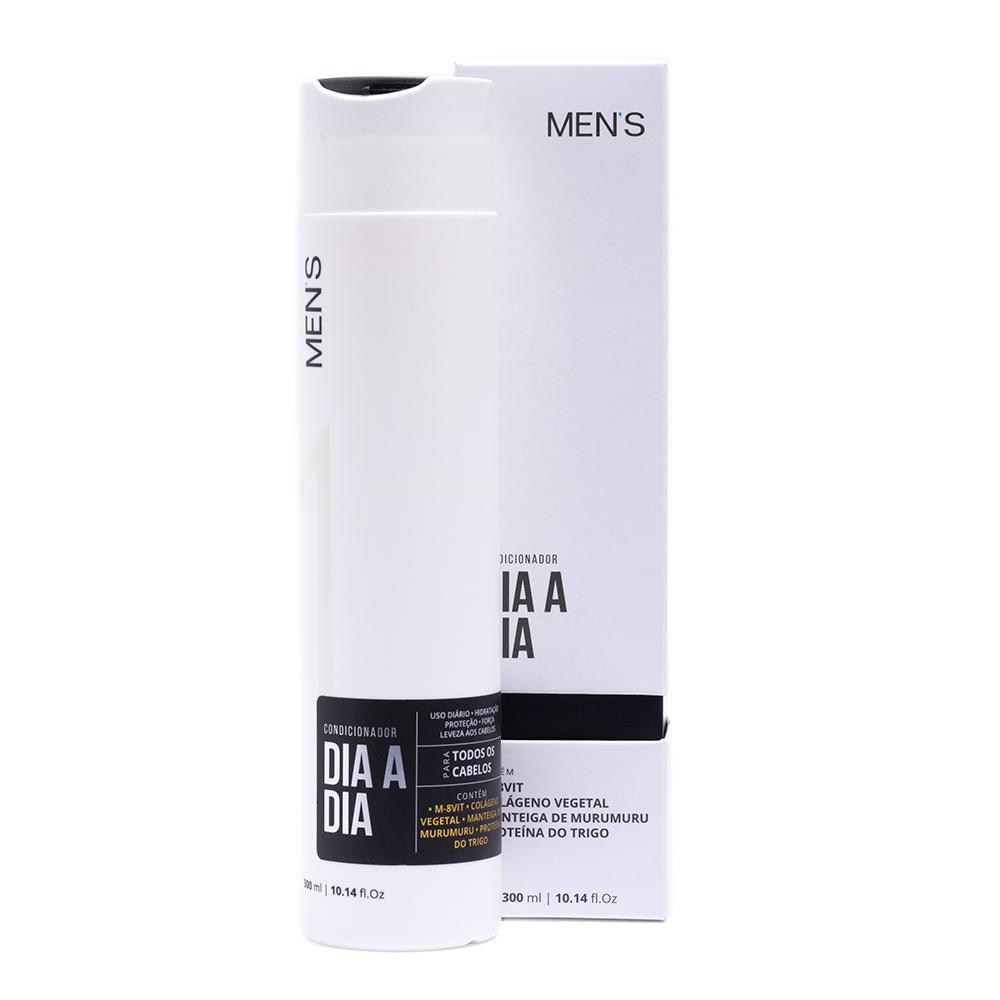 MEN'S
CONDICIONADOR
DIA A
DIA
USO DIÁRIO • HIDRATAÇÃO
PROTEÇÃO • FORÇA
LEVEZA AOS CABELOS
PARA
TODOS OS
CABELOS
CONTÉM
• M-8VIT • COLÁGENO
VEGETAL • MANTEIGA DE
MURUMURU • PROTEÍNA
DO TRIGO
300 ml | 10.14 fl.Oz
MEN'S
DICIONADOR
IA A
IA
ÉM
8VIT
LÁGENO VEGETAL
NTEIGA DE MURUMURU
OTEÍNA DO TRIGO
300 ml | 10.14 fl.Oz